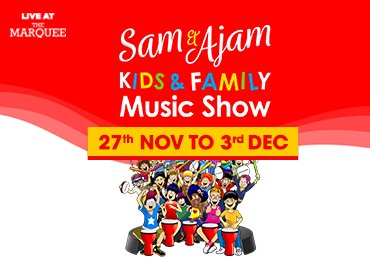 LIVE AT
THE
MARQUEE
Sam & Ajam
KIDS & FAMILY
Music Show
27th NOV TO 3rd DEC